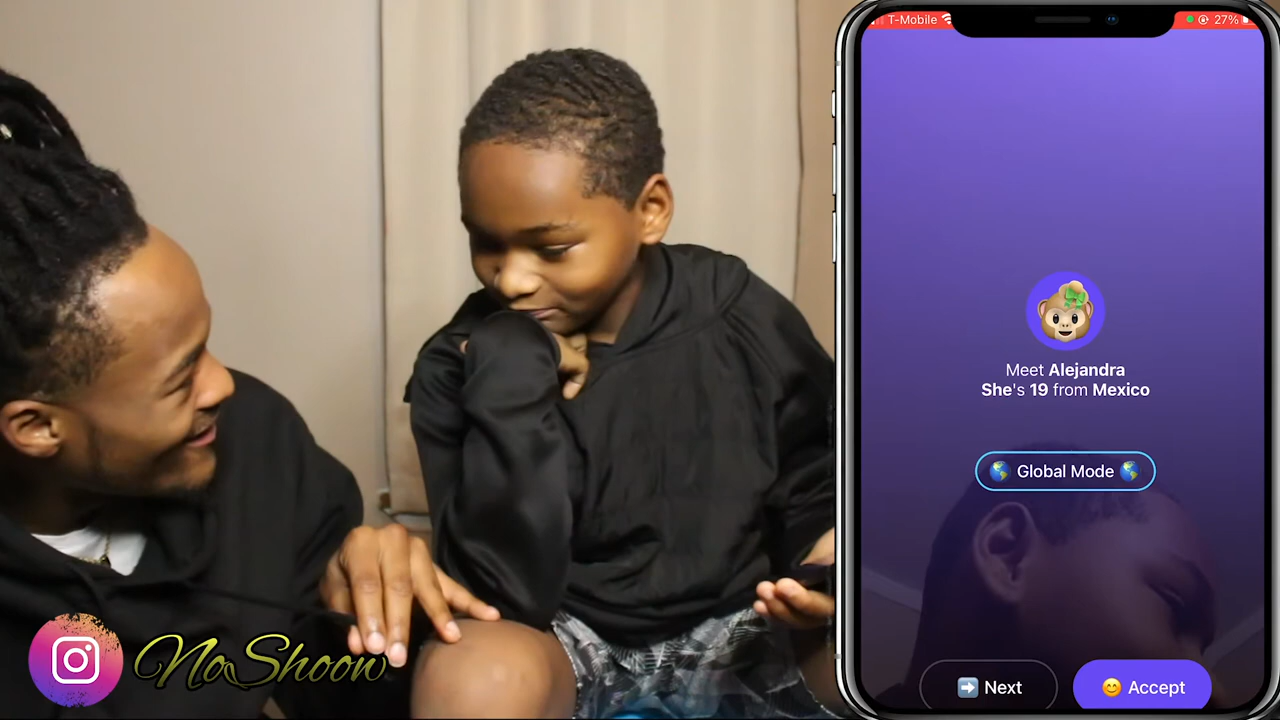 T-Mobile
27%
Meet Alejandra
She's 19 from Mexico
Global Mode
Next
Accept
NoShoow